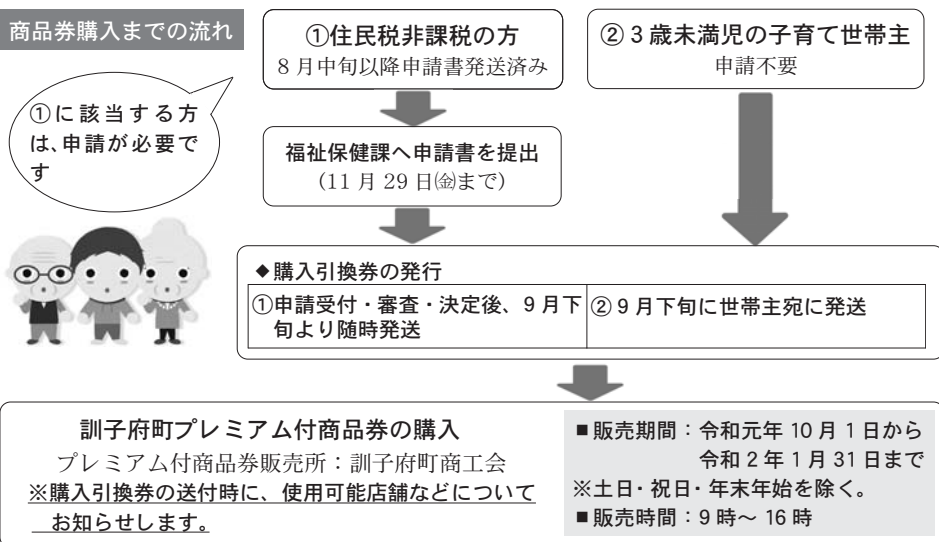 商品券購入までの流れ
①に該当する方
は、申請が必要で
す
①住民税非課税の方
8月中旬以降申請書発送済み
②3歳未満児の子育て世帯主
申請不要
福祉保健課へ申請書を提出
(11月29日㈮まで)
◆購入引換券の発行
①申請受付・審査・決定後、9月下
旬より随時発送
②9月下旬に世帯主宛に発送
訓子府町プレミアム付商品券の購入
プレミアム付商品券販売所：訓子府町商工会
※購入引換券の送付時に、使用可能店舗などについて
お知らせします。
■販売期間：令和元年10月1日から
令和2年1月31日まで
※土日・祝日・年末年始を除く。
■販売時間：9時～16時